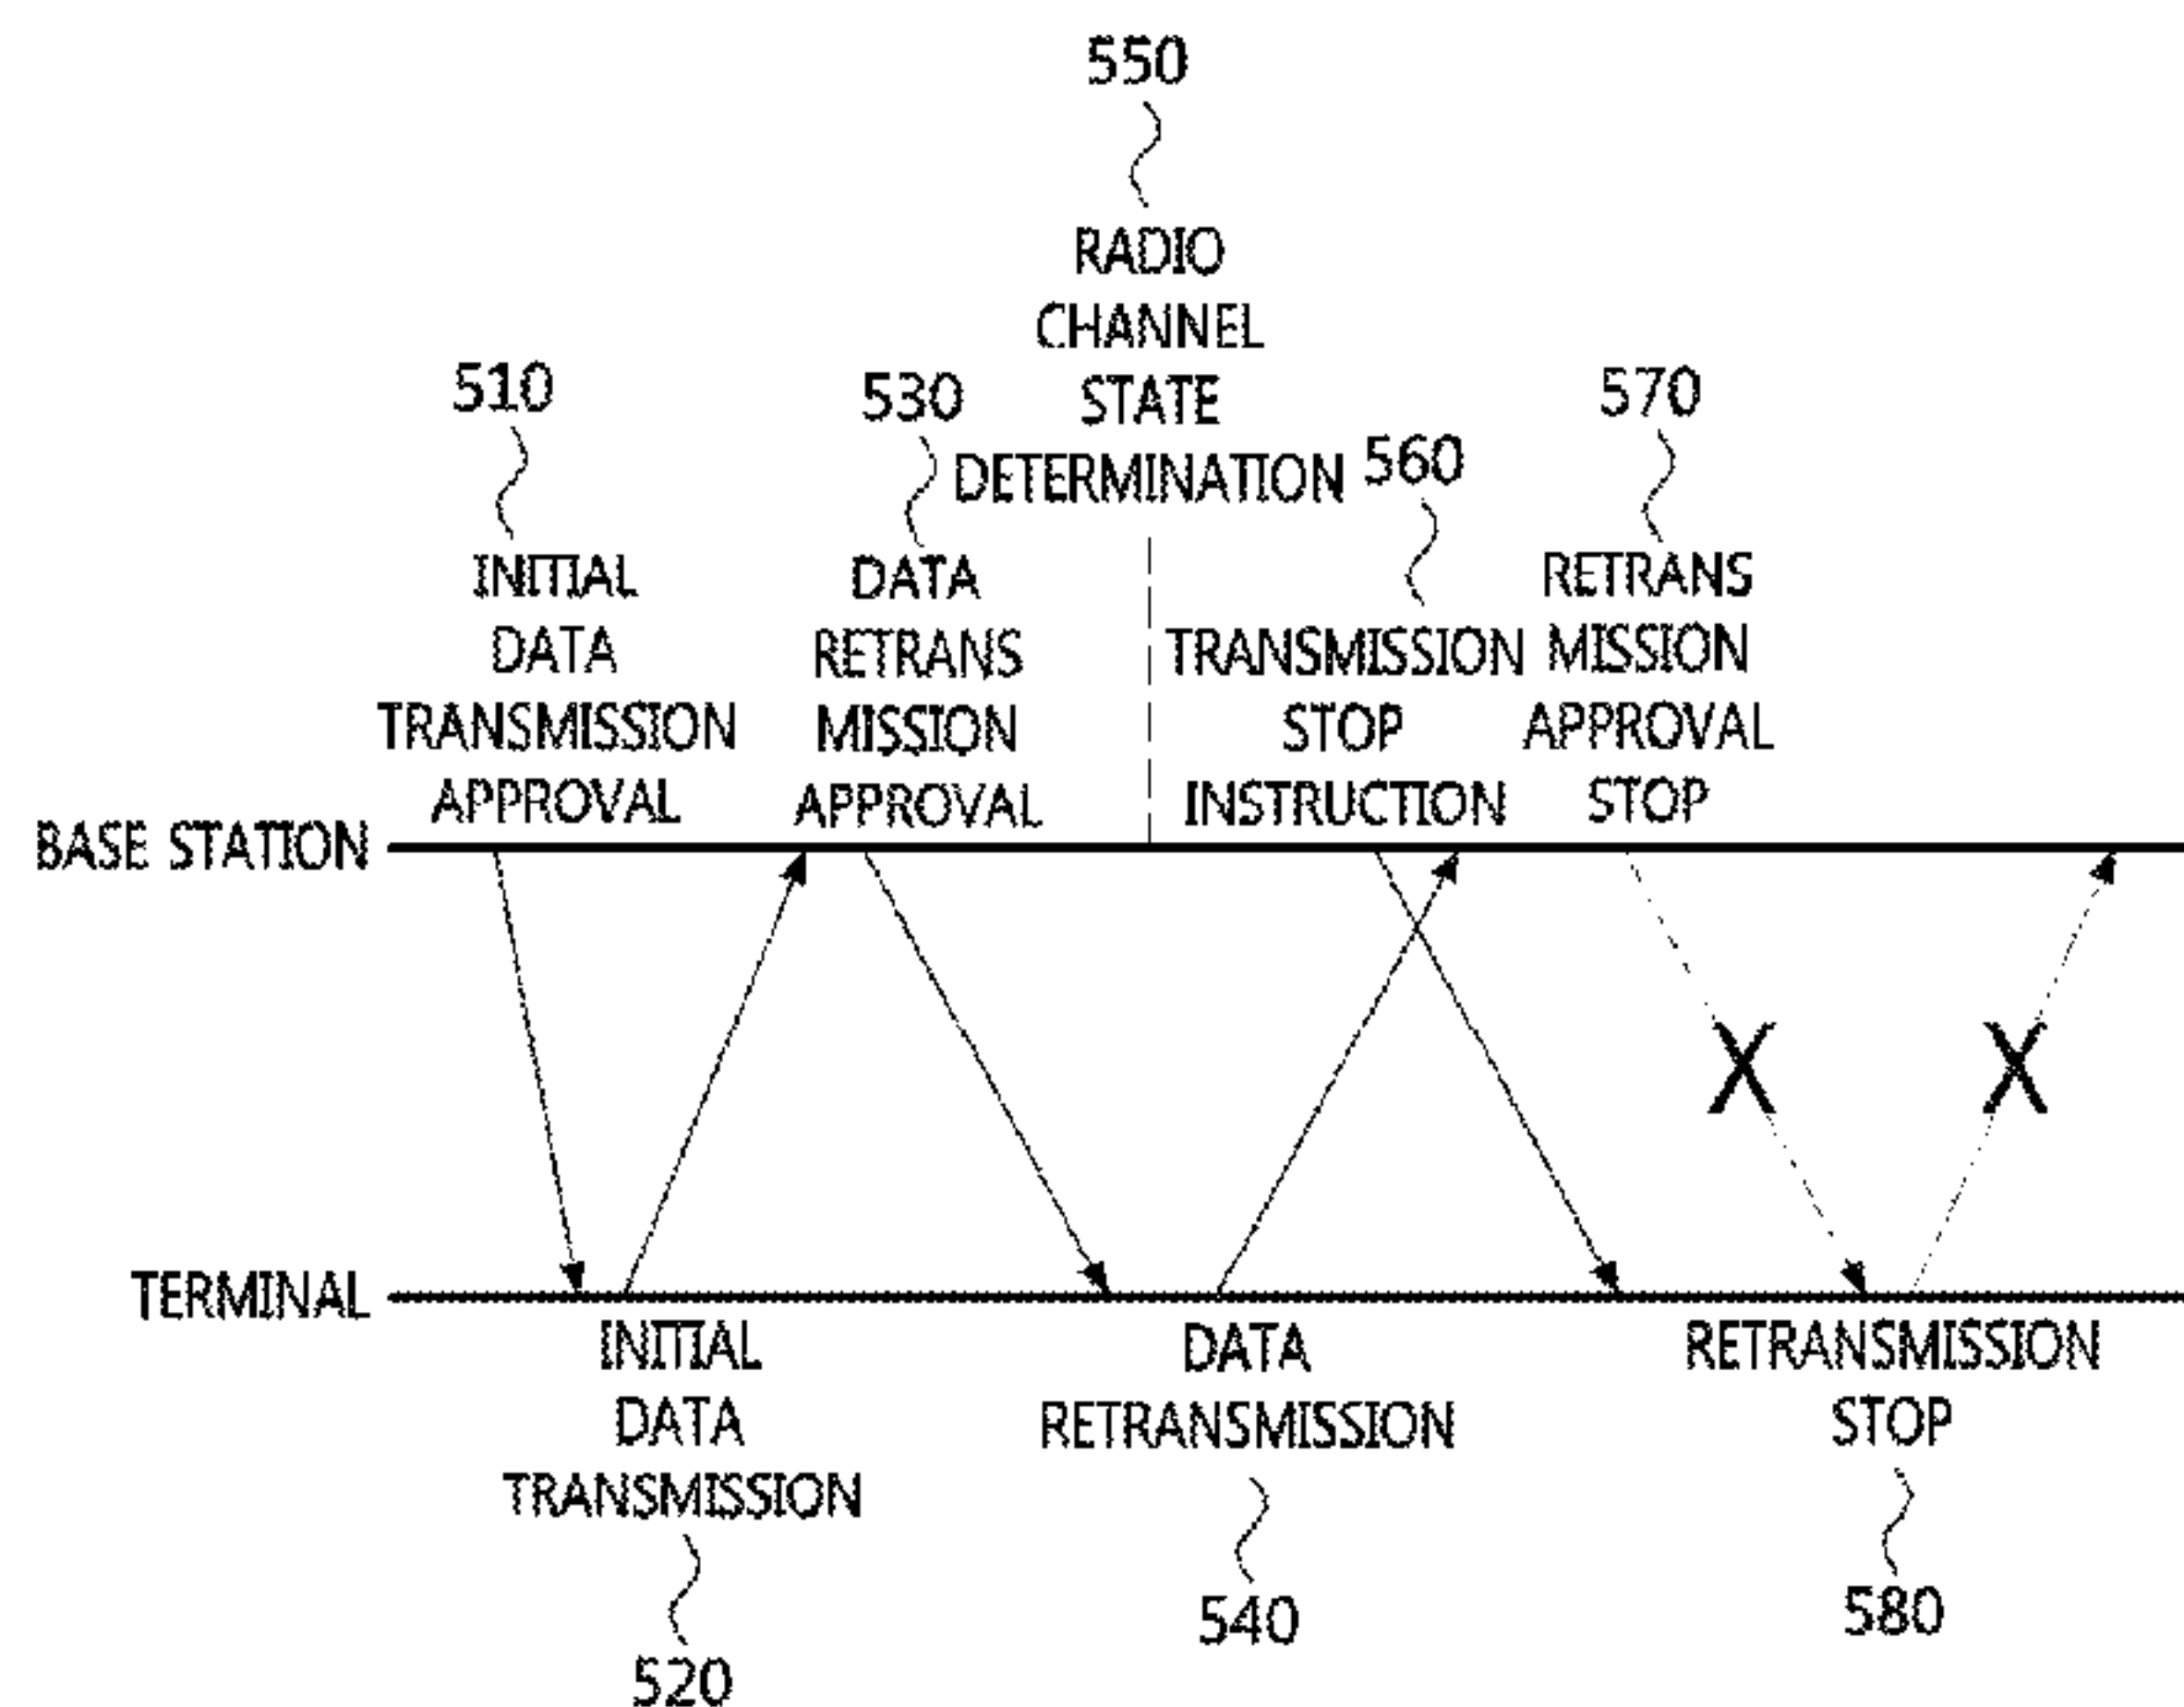 550
RADIO
CHANNEL
STATE
DETERMINATION
510
INITIAL
DATA
TRANSMISSION
APPROVAL
530
DATA
RETRANS
MISSION
APPROVAL
560
TRANSMISSION
STOP
INSTRUCTION
570
RETRANS
MISSION
APPROVAL
STOP
BASE STATION
X
X
TERMINAL
INITIAL
DATA
TRANSMISSION
520
DATA
RETRANSMISSION
540
RETRANSMISSION
STOP
580